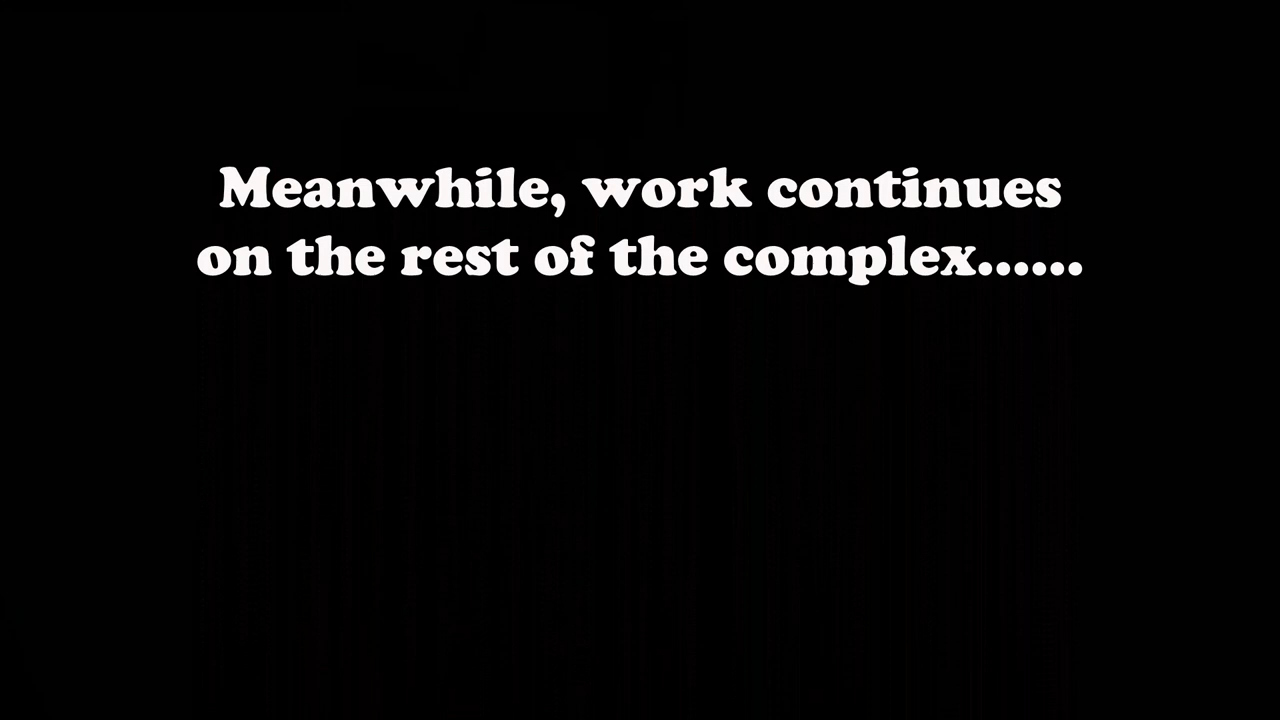 Meanwhile, work continues
on the rest of the complex......